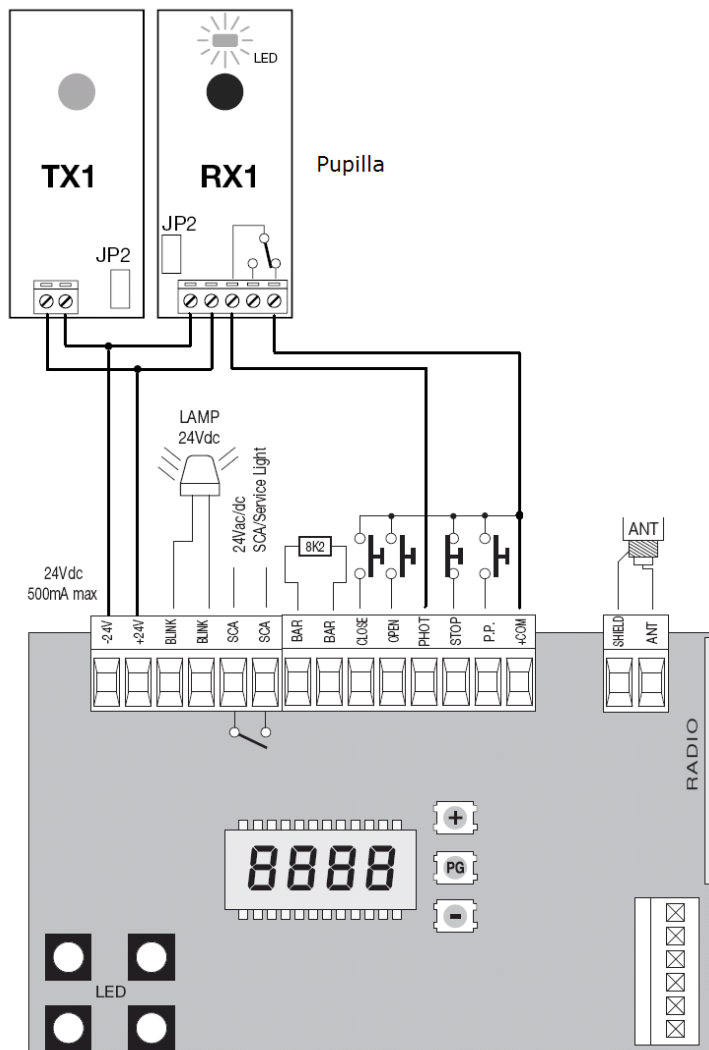 LED
TX1
RX1
Pupilla
JP2
JP2
LAMP
24Vdc
24Vac/dc
SCA/Service Light
8K2
ANT
24Vdc
500mA max
-24V
+24V
BLINK
BLINK
SCA
SCA
BAR
BAR
CLOSE
OPEN
PHOT
STOP
P.P.
+COM
SHIELD
ANT
RADIO
+
8888
PG
-
LED